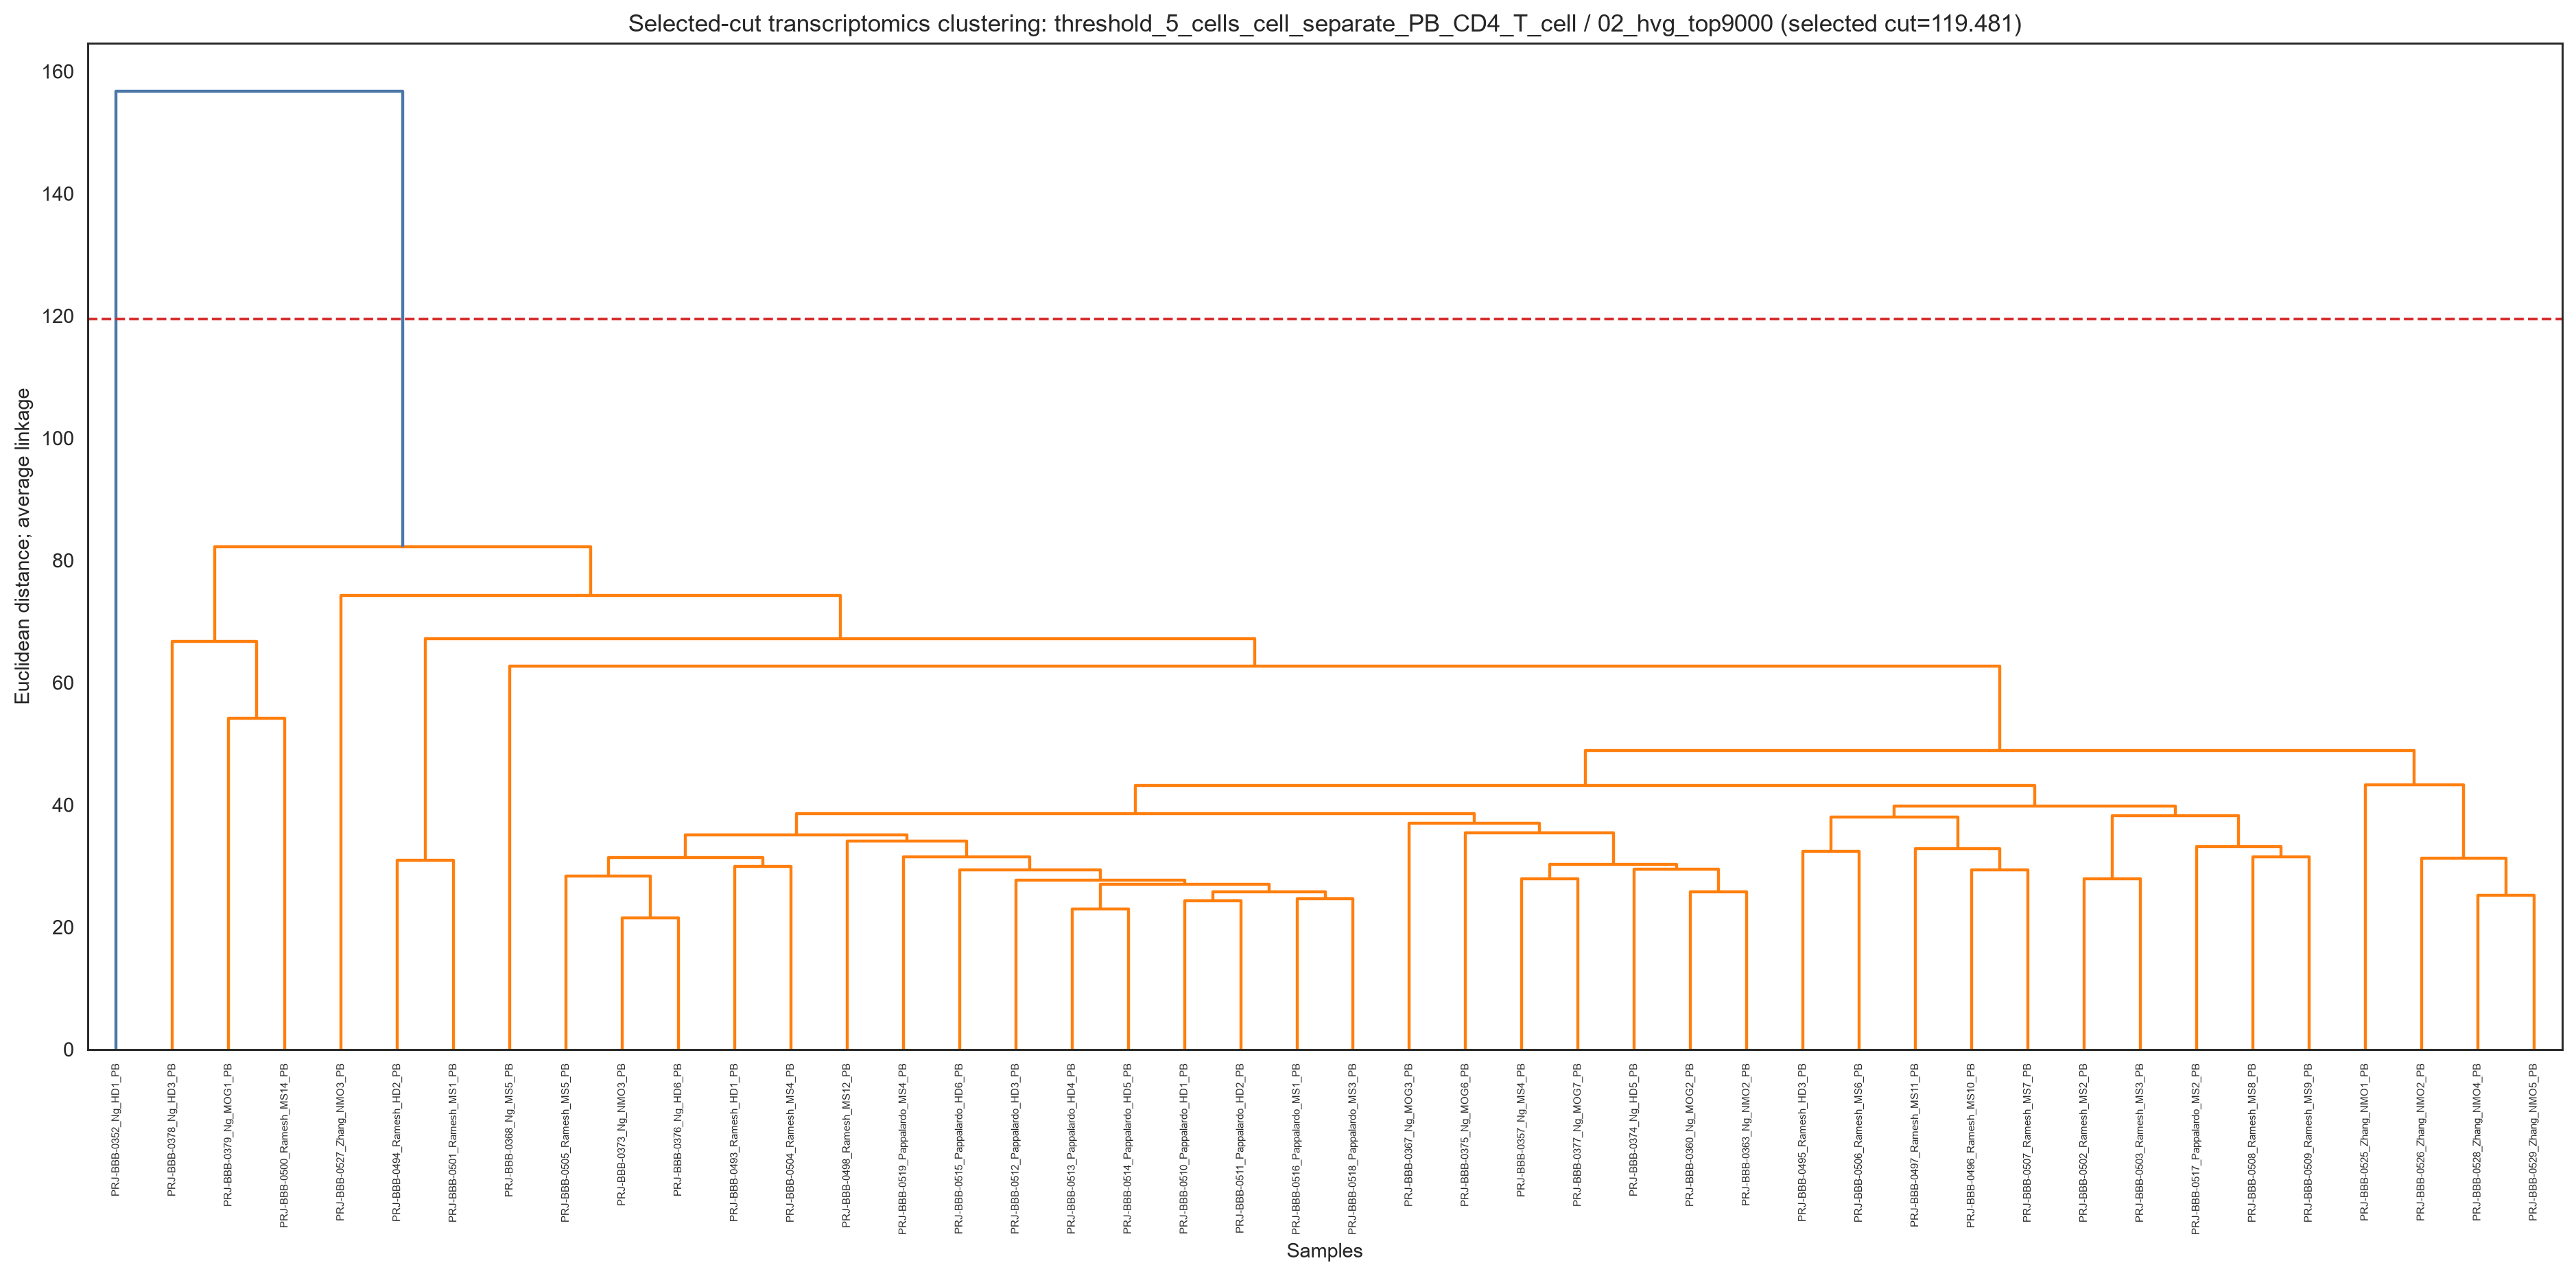 Selected-cut transcriptomics clustering: threshold_5_cells_cell_separate_PB_CD4_T_cell / 02_hvg_top9000 (selected cut=119.481)
160
140
120
100
80
60
40
20
0
Euclidean distance; average linkage
PRJ-BBB-0352_Ng_HD1_PB
PRJ-BBB-0378_Ng_HD3_PB
PRJ-BBB-0379_Ng_MOG1_PB
PRJ-BBB-0500_Ramesh_MS14_PB
PRJ-BBB-0527_Zhang_NMO3_PB
PRJ-BBB-0494_Ramesh_HD2_PB
PRJ-BBB-0501_Ramesh_MS1_PB
PRJ-BBB-0368_Ng_MS5_PB
PRJ-BBB-0505_Ramesh_MS5_PB
PRJ-BBB-0373_Ng_NMO3_PB
PRJ-BBB-0376_Ng_HD6_PB
PRJ-BBB-0493_Ramesh_HD1_PB
PRJ-BBB-0504_Ramesh_MS4_PB
PRJ-BBB-0498_Ramesh_MS12_PB
PRJ-BBB-0519_Pappalardo_MS4_PB
PRJ-BBB-0515_Pappalardo_HD6_PB
PRJ-BBB-0512_Pappalardo_HD3_PB
PRJ-BBB-0513_Pappalardo_HD4_PB
PRJ-BBB-0514_Pappalardo_HD5_PB
PRJ-BBB-0510_Pappalardo_HD1_PB
PRJ-BBB-0511_Pappalardo_HD2_PB
PRJ-BBB-0516_Pappalardo_MS1_PB
PRJ-BBB-0518_Pappalardo_MS3_PB
PRJ-BBB-0367_Ng_MOG3_PB
PRJ-BBB-0375_Ng_MOG6_PB
PRJ-BBB-0357_Ng_MS4_PB
PRJ-BBB-0377_Ng_MOG7_PB
PRJ-BBB-0374_Ng_HD5_PB
PRJ-BBB-0360_Ng_MOG2_PB
PRJ-BBB-0363_Ng_NMO2_PB
PRJ-BBB-0495_Ramesh_HD3_PB
PRJ-BBB-0506_Ramesh_MS6_PB
PRJ-BBB-0497_Ramesh_MS11_PB
PRJ-BBB-0496_Ramesh_MS10_PB
PRJ-BBB-0507_Ramesh_MS7_PB
PRJ-BBB-0502_Ramesh_MS2_PB
PRJ-BBB-0503_Ramesh_MS3_PB
PRJ-BBB-0517_Pappalardo_MS2_PB
PRJ-BBB-0508_Ramesh_MS8_PB
PRJ-BBB-0509_Ramesh_MS9_PB
PRJ-BBB-0525_Zhang_NMO1_PB
PRJ-BBB-0526_Zhang_NMO2_PB
PRJ-BBB-0528_Zhang_NMO4_PB
PRJ-BBB-0529_Zhang_NMO5_PB
Samples